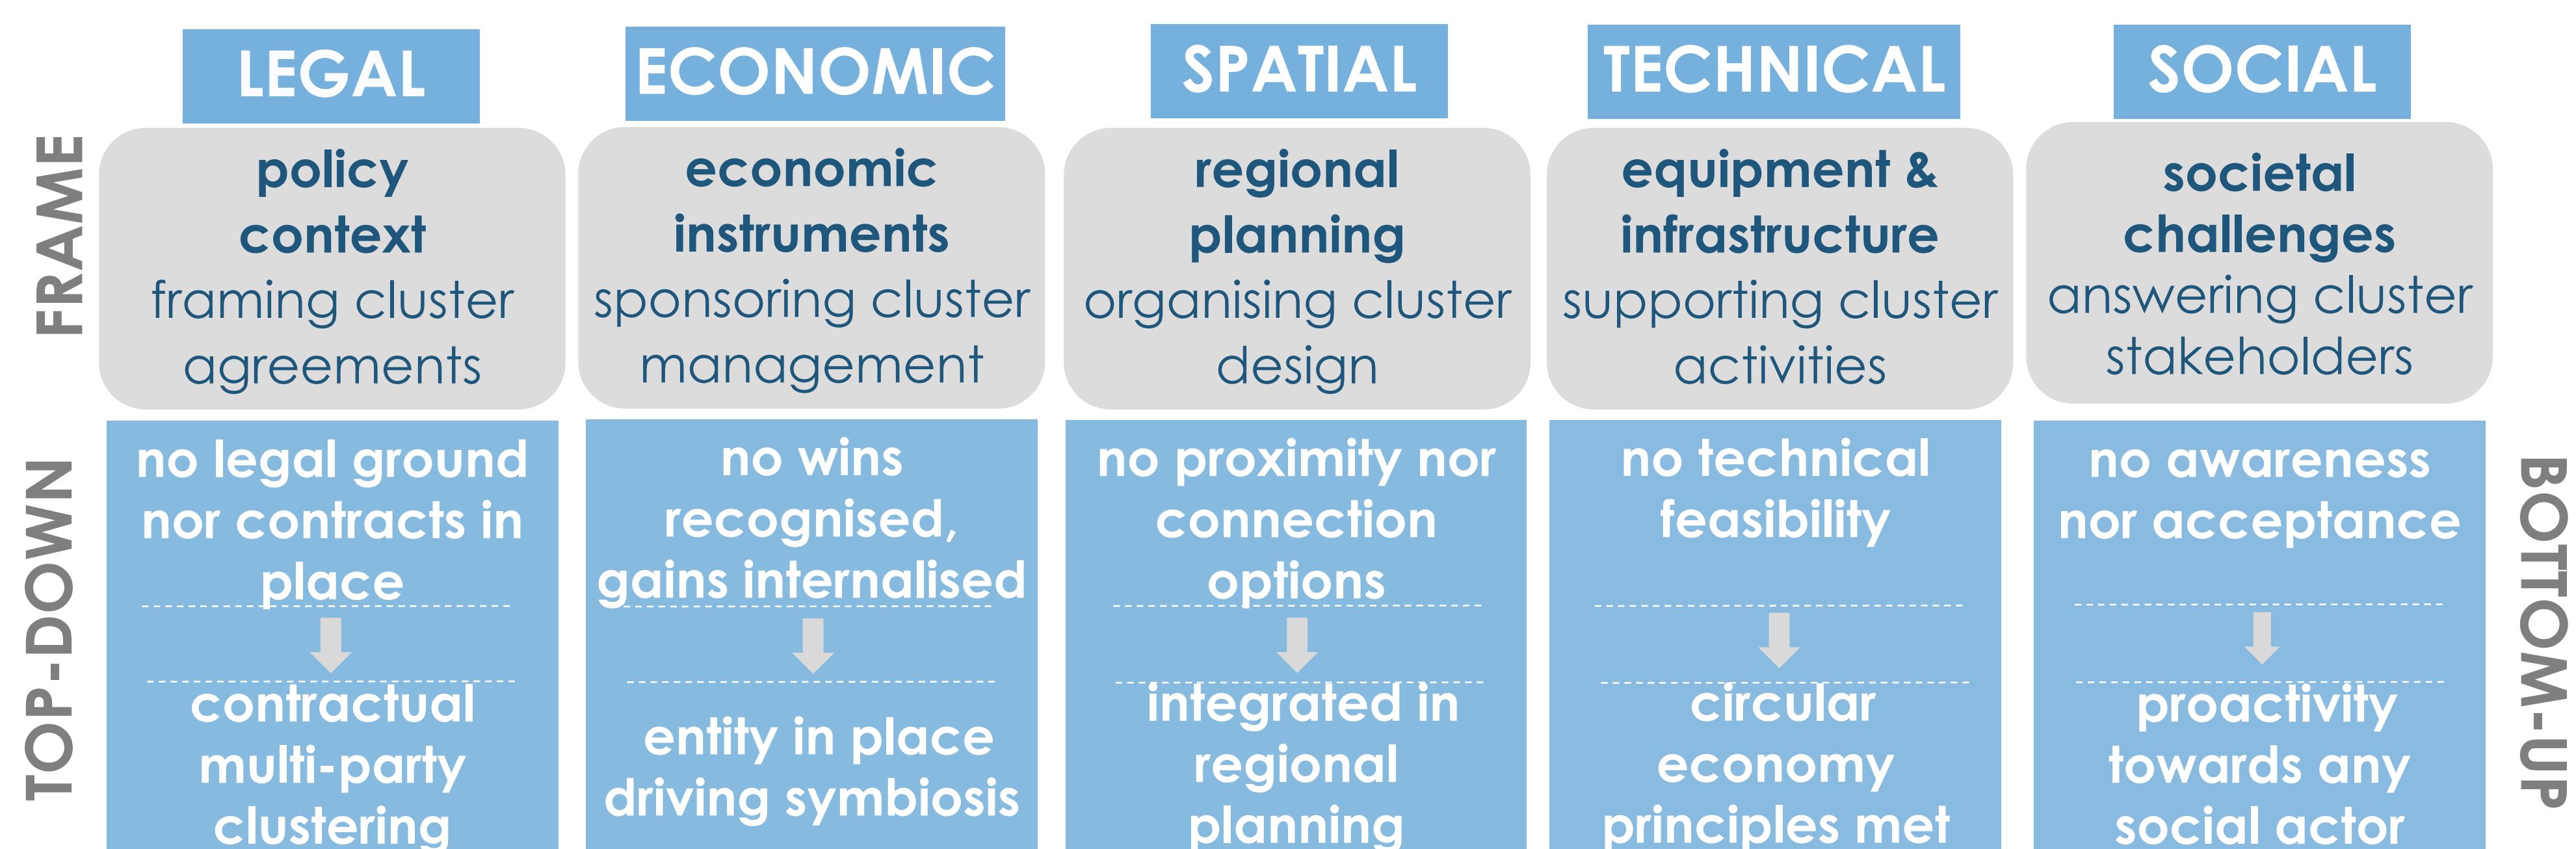 LEGAL
ECONOMIC
SPATIAL
TECHNICAL
SOCIAL
FRAME
policy
context
framing cluster
agreements
economic
instruments
sponsoring cluster
management
regional
planning
organising cluster
design
equipment &
infrastructure
supporting cluster
activities
societal
challenges
answering cluster
stakeholders
TOP-DOWN
no legal ground
nor contracts in
place
contractual
multi-party
clustering
no wins
recognised,
gains internalised
entity in place
driving symbiosis
no proximity nor
connection
options
integrated in
regional
planning
no technical
feasibility
circular
economy
principles met
no awareness
nor acceptance
proactivity
towards any
social actor
BOTTOM-UP